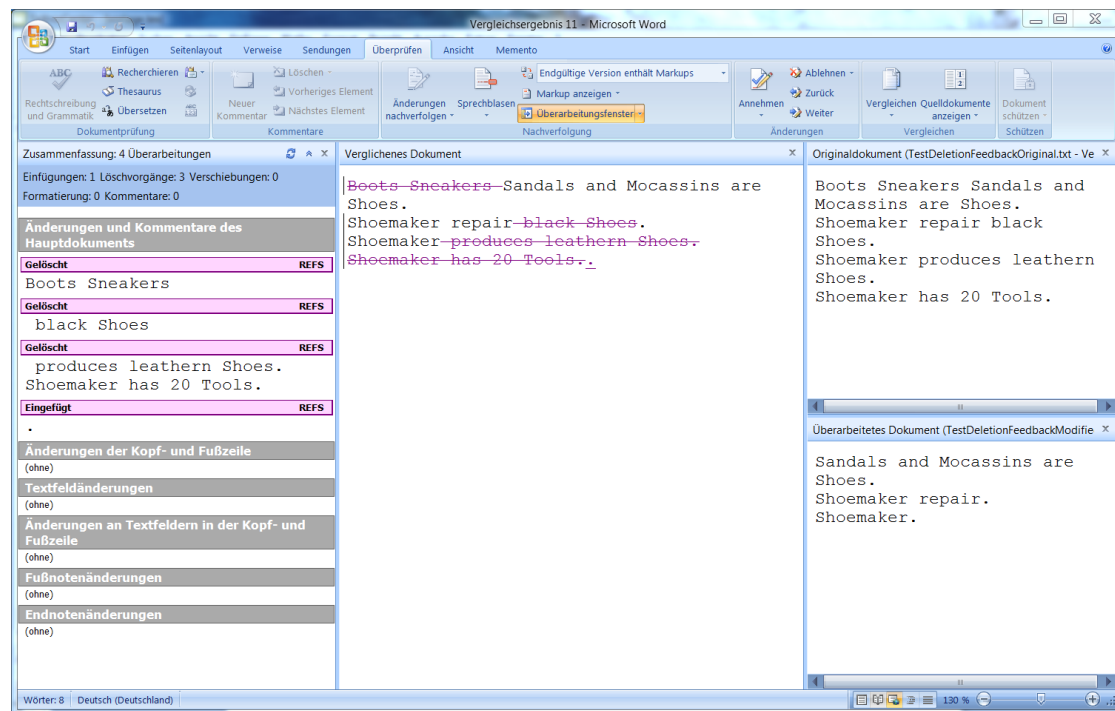 Vergleichsergebnis 11 - Microsoft Word
Start Einfügen Seitenlayout Verweise Sendungen Überprüfen Ansicht Memento
ABC
Rechtschreibung und Grammatik
Recherchieren
Thesaurus
Übersetzen
Dokumentprüfung
Neuer Kommentar
Löschen
Vorheriges Element
Nächstes Element
Kommentare
Änderungen nachverfolgen
Sprechblasen
Endgültige Version enthält Markups
Markup anzeigen
Überarbeitungsfenster
Nachverfolgung
Annehmen
Ablehnen
Zurück
Weiter
Änderungen
Vergleichen
Quelldokumente anzeigen
Vergleichen
Dokument schützen
Schützen
Zusammenfassung: 4 Überarbeitungen
Einfügungen: 1 Löschvorgänge: 3 Verschiebungen: 0
Formatierung: 0 Kommentare: 0
Änderungen und Kommentare des
Hauptdokuments
Gelöscht REFS
Boots Sneakers
Gelöscht REFS
black Shoes
Gelöscht REFS
produces leathern Shoes.
Shoemaker has 20 Tools.
Eingefügt REFS
.
Änderungen der Kopf- und Fußzeile
(ohne)
Textfeldänderungen
(ohne)
Änderungen an Textfeldern in der Kopf- und
Fußzeile
(ohne)
Fußnotenänderungen
(ohne)
Endnotenänderungen
(ohne)
Verglichenes Dokument
Boots Sneakers Sandals and Mocassins are
Shoes.
Shoemaker repair black Shoes.
Shoemaker produces leathern Shoes.
Shoemaker has 20 Tools..
Originaldokument (TestDeletionFeedbackOriginal.txt - Ve
Boots Sneakers Sandals and
Mocassins are Shoes.
Shoemaker repair black
Shoes.
Shoemaker produces leathern
Shoes.
Shoemaker has 20 Tools.
Überarbeitetes Dokument (TestDeletionFeedbackModifie
Sandals and Mocassins are
Shoes.
Shoemaker repair.
Shoemaker.
Wörter: 8 Deutsch (Deutschland)
130 %